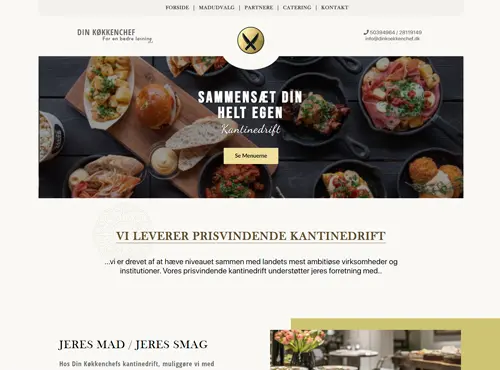 FORSIDE | MADUDVALG | PARTNERE | CATERING | KONTAKT
DIN KØKKENCHEF
For en bedre løsning
50384964 / 28119149
info@dinkoekkenchef.dk
SAMMENSÆT DIN
HELT EGEN
Kantinedrift
Se Menuerne
VI LEVERER PRISVINDENDE KANTINEDRIFT
...vi er drevet af at hæve niveauet sammen med landets mest ambitiøse virksomheder og
institutioner. Vores prisvindende kantinedrift understøtter jeres forretning med..
JERES MAD / JERES SMAG
Hos Din Køkkenchefs kantinedrift, muliggøre vi med